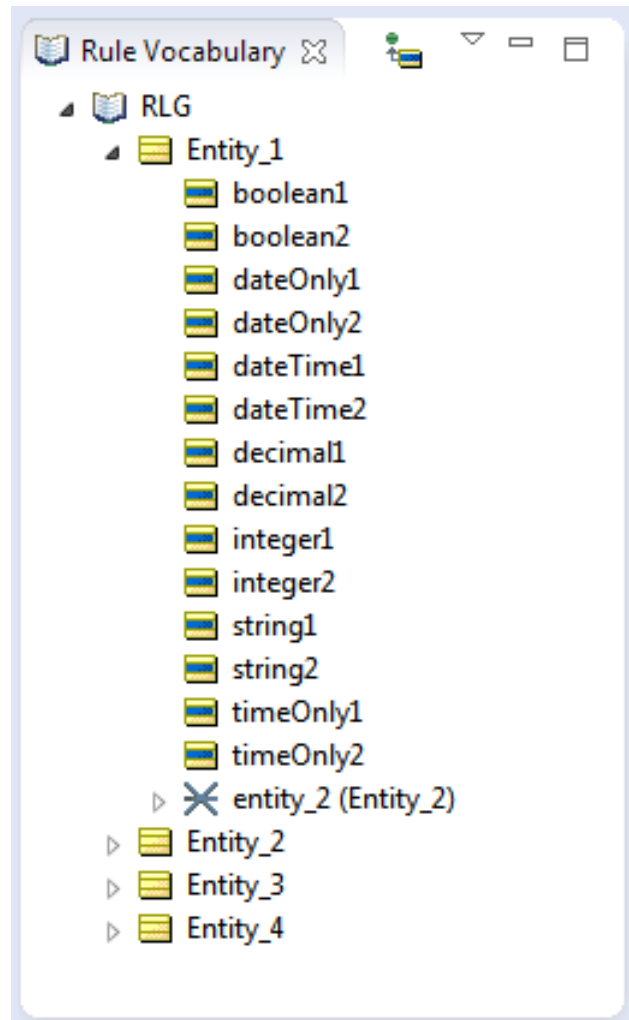 Rule Vocabulary
RLG
Entity_1
boolean1
boolean2
dateOnly1
dateOnly2
dateTime1
dateTime2
decimal1
decimal2
integer1
integer2
string1
string2
timeOnly1
timeOnly2
entity_2 (Entity_2)
Entity_2
Entity_3
Entity_4